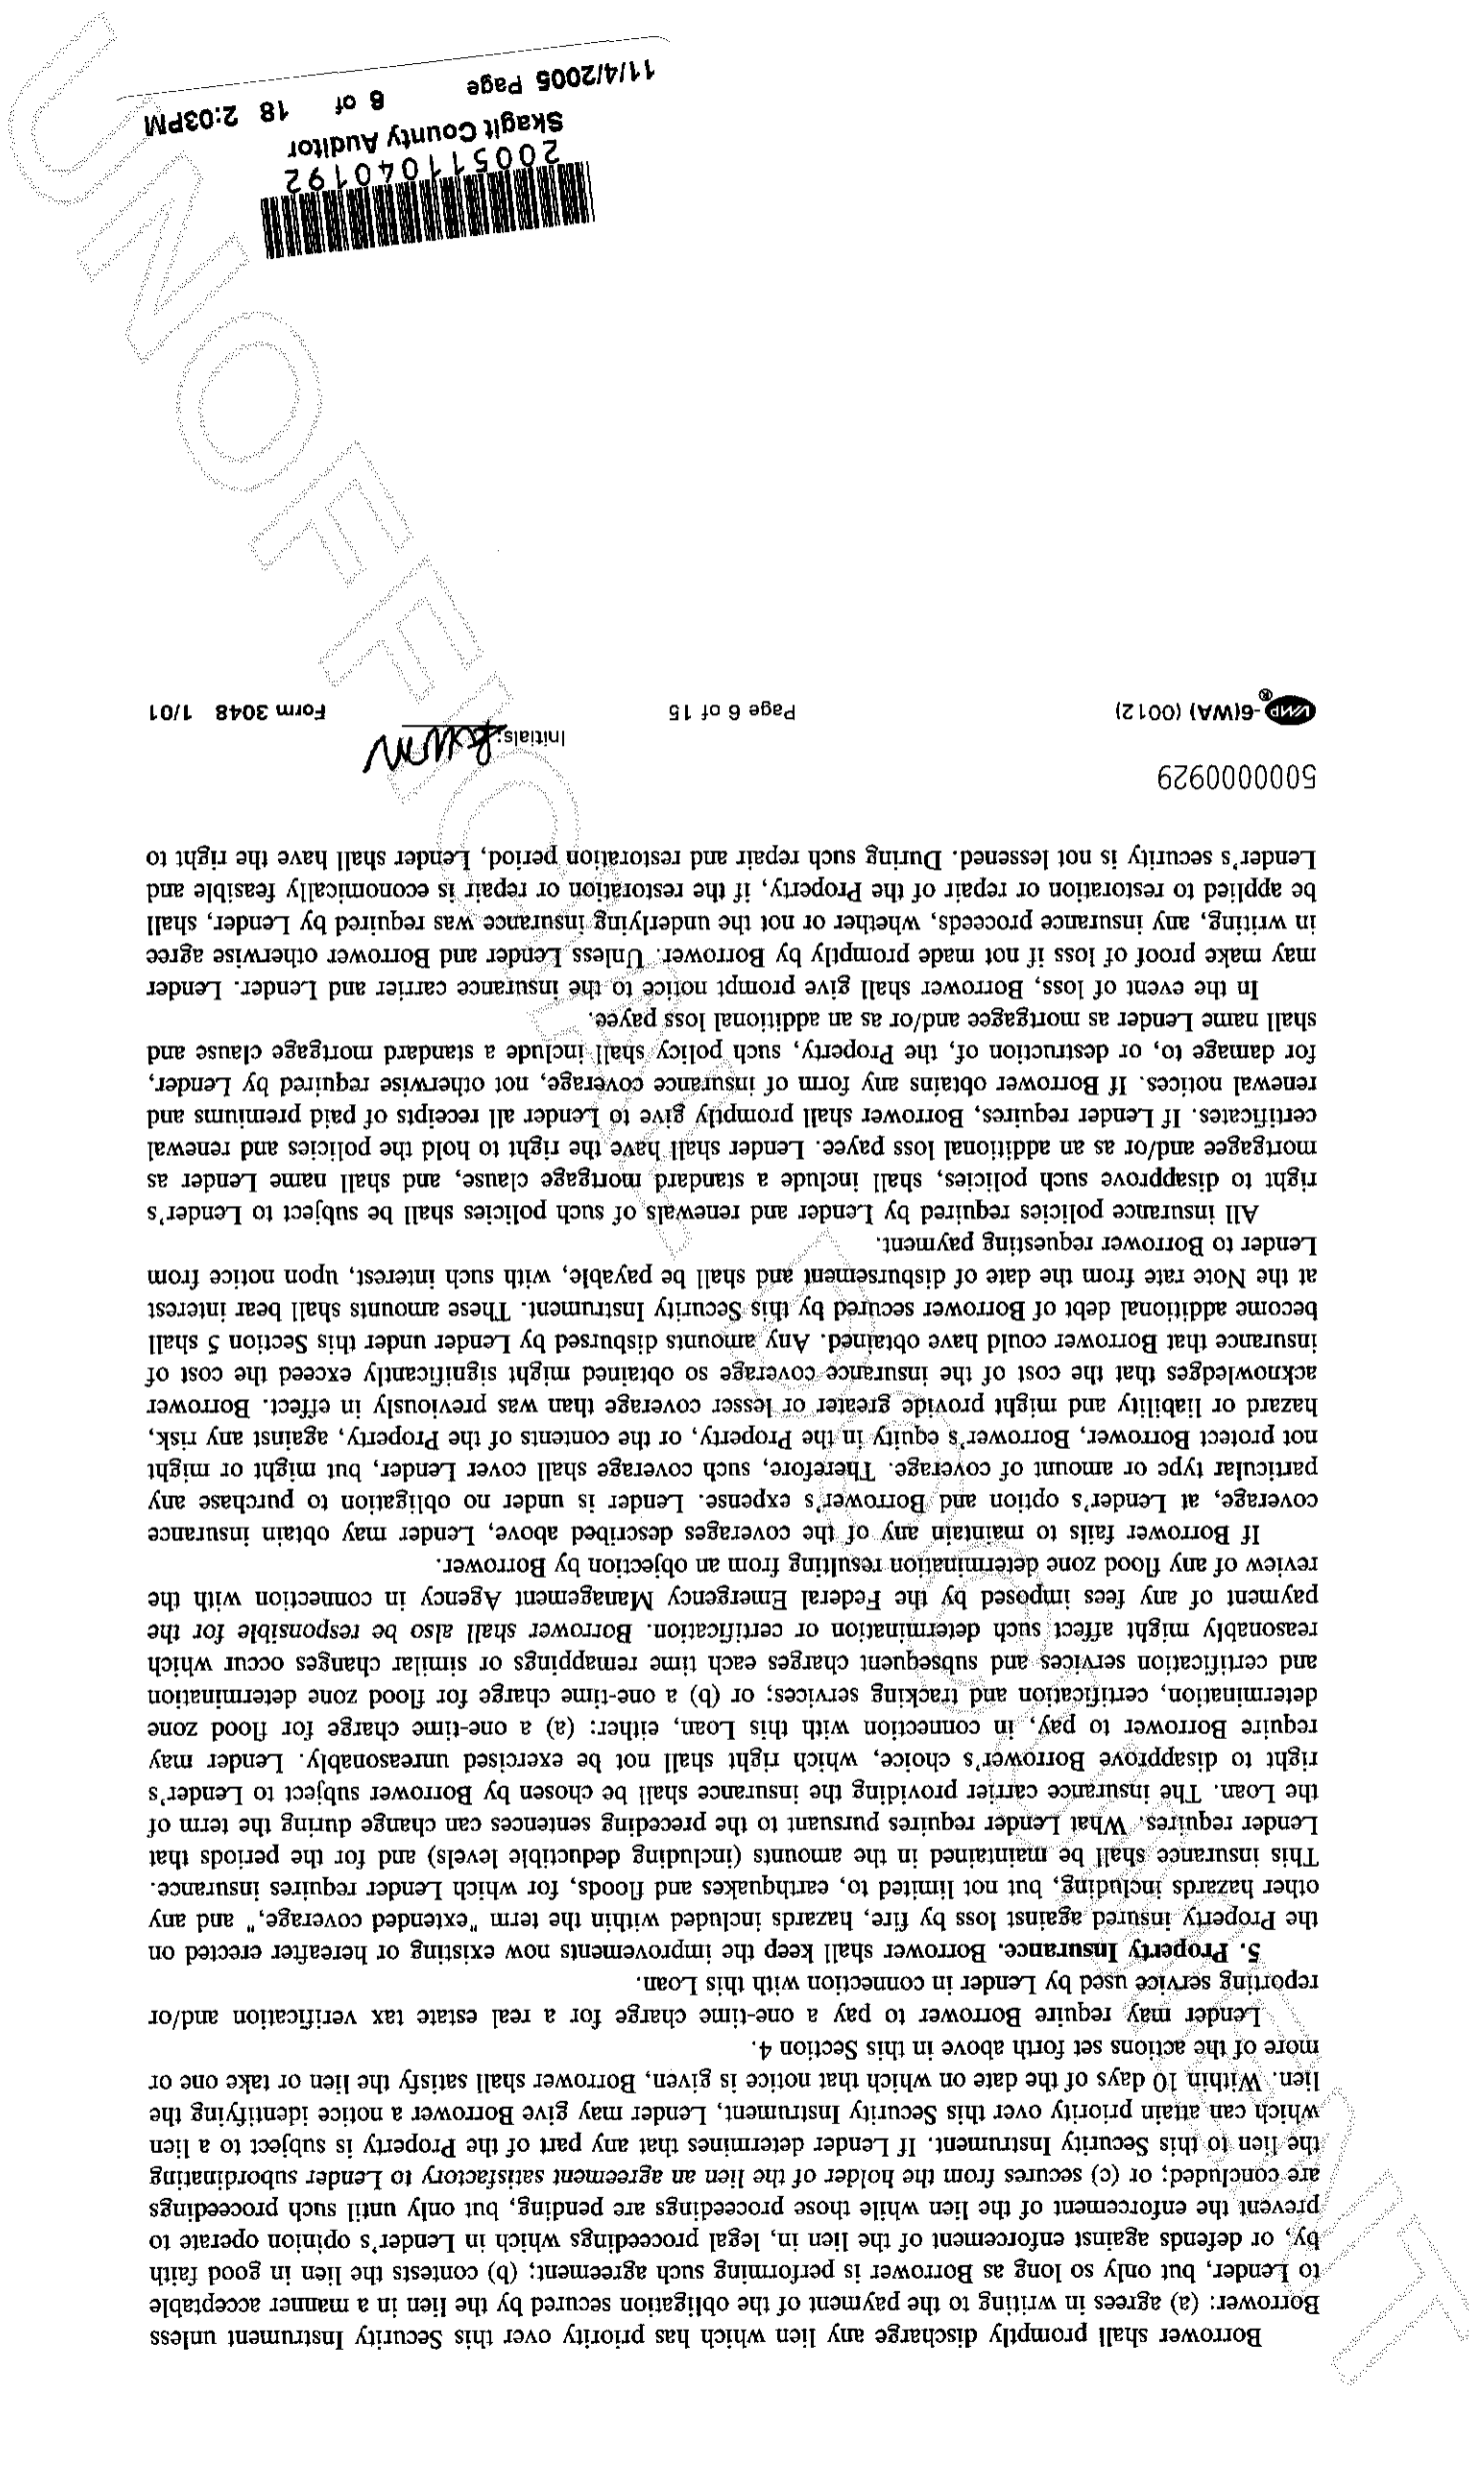 Borrower shall promptly discharge any lien which has priority over this Security Instrument unless
Borrower: (a) agrees in writing to the payment of the obligation secured by the lien in a manner acceptable
to Lender, but only so long as Borrower is performing such agreement; (b) contests the lien in good faith
by, or defends against enforcement of the lien in, legal proceedings which in Lender's opinion operate to
prevent the enforcement of the lien while those proceedings are pending, but only until such proceedings
are concluded; or (c) secures from the holder of the lien an agreement satisfactory to Lender subordinating
the lien to this Security Instrument. If Lender determines that any part of the Property is subject to a lien
which can attain priority over this Security Instrument, Lender may give Borrower a notice identifying the
lien. Within 10 days of the date on which that notice is given, Borrower shall satisfy the lien or take one or
more of the actions set forth above in this Section 4.
Lender may require Borrower to pay a one-time charge for a real estate tax verification and/or
reporting service used by Lender in connection with this Loan.
5. Property Insurance. Borrower shall keep the improvements now existing or hereafter erected on
the Property insured against loss by fire, hazards included within the term "extended coverage," and any
other hazards including, but not limited to, earthquakes and floods, for which Lender requires insurance.
This insurance shall be maintained in the amounts (including deductible levels) and for the periods that
Lender requires. What Lender requires pursuant to the preceding sentences can change during the term of
the Loan. The insurance carrier providing the insurance shall be chosen by Borrower subject to Lender's
right to disapprove Borrower's choice, which right shall not be exercised unreasonably. Lender may
require Borrower to pay, in connection with this Loan, either: (a) a one-time charge for flood zone
determination, certification and tracking services; or (b) a one-time charge for flood zone determination
and certification services and subsequent charges each time remappings or similar changes occur which
reasonably might affect such determination or certification. Borrower shall also be responsible for the
payment of any fees imposed by the Federal Emergency Management Agency in connection with the
review of any flood zone determination resulting from an objection by Borrower.
If Borrower fails to maintain any of the coverages described above, Lender may obtain insurance
coverage, at Lender's option and Borrower's expense. Lender is under no obligation to purchase any
particular type or amount of coverage. Therefore, such coverage shall cover Lender, but might or might
not protect Borrower, Borrower's equity in the Property, or the contents of the Property, against any risk,
hazard or liability and might provide greater or lesser coverage than was previously in effect. Borrower
acknowledges that the cost of the insurance coverage so obtained might significantly exceed the cost of
insurance that Borrower could have obtained. Any amounts disbursed by Lender under this Section 5 shall
become additional debt of Borrower secured by this Security Instrument. These amounts shall bear interest
at the Note rate from the date of disbursement and shall be payable, with such interest, upon notice from
Lender to Borrower requesting payment.
All insurance policies required by Lender and renewals of such policies shall be subject to Lender's
right to disapprove such policies, shall include a standard mortgage clause, and shall name Lender as
mortgagee and/or as an additional loss payee. Lender shall have the right to hold the policies and renewal
certificates. If Lender requires, Borrower shall promptly give to Lender all receipts of paid premiums and
renewal notices. If Borrower obtains any form of insurance coverage, not otherwise required by Lender,
for damage to, or destruction of, the Property, such policy shall include a standard mortgage clause and
shall name Lender as mortgagee and/or as an additional loss payee.
In the event of loss, Borrower shall give prompt notice to the insurance carrier and Lender. Lender
may make proof of loss if not made promptly by Borrower. Unless Lender and Borrower otherwise agree
in writing, any insurance proceeds, whether or not the underlying insurance was required by Lender, shall
be applied to restoration or repair of the Property, if the restoration or repair is economically feasible and
Lender's security is not lessened. During such repair and restoration period, Lender shall have the right to
5000000929
Initials:
VMP-6(WA) (0012) Page 6 of 15 Form 3048 1/01
200511040192
Skagit County Auditor
11/4/2005 Page 6 of 18 2:03PM
UNOFFICIAL DOCUMENT